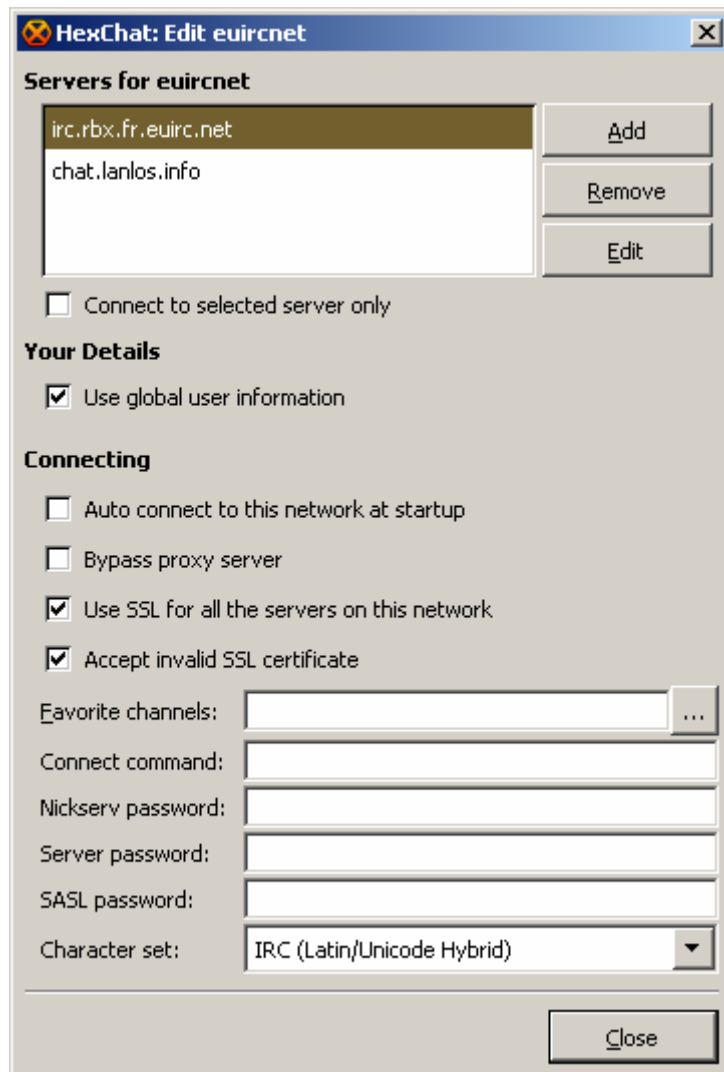 HexChat: Edit euircnet
Servers for euircnet
irc.rbx.fr.euirc.net
chat.lanlos.info
Add
Remove
Edit
Connect to selected server only
Your Details
Use global user information
Connecting
Auto connect to this network at startup
Bypass proxy server
Use SSL for all the servers on this network
Accept invalid SSL certificate
Favorite channels:
...
Connect command:
Nickserv password:
Server password:
SASL password:
Character set: IRC (Latin/Unicode Hybrid)
Close